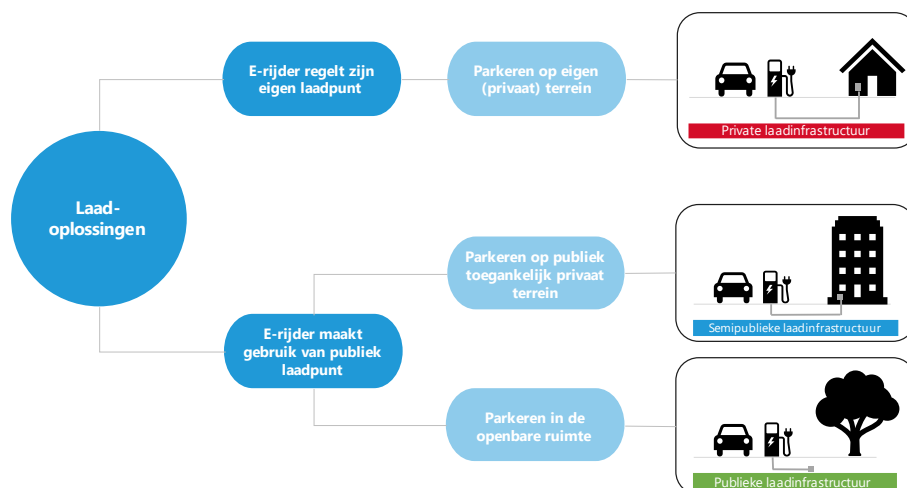 Laad-
oplossingen
E-rijder regelt zijn
eigen laadpunt
Parkeren op eigen
(privaat) terrein
Private laadinfrastructuur
E-rijder maakt
gebruik van publiek
laadpunt
Parkeren op publiek
toegankelijk privaat
terrein
Semipublieke laadinfrastructuur
Parkeren in de
openbare ruimte
Publieke laadinfrastructuur